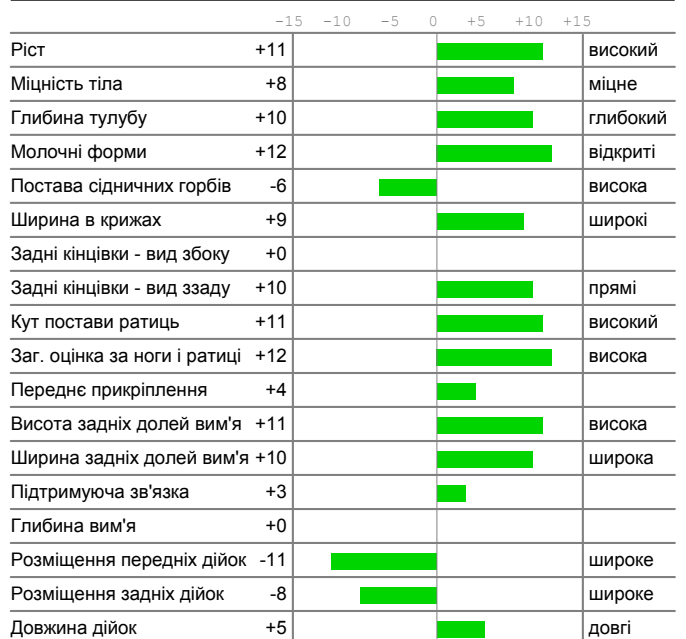 -15 -10 -5 0 +5 +10 +15
Ріст +11 високий
Міцність тіла +8 міцне
Глибина тулубу +10 глибокий
Молочні форми +12 відкриті
Постава сідничних горбів -6 висока
Ширина в крижах +9 широкі
Задні кінцівки - вид збоку +0
Задні кінцівки - вид ззаду +10 прямі
Кут постави ратиць +11 високий
Заг. оцінка за ноги і ратиці +12 висока
Переднє прикріплення +4
Висота задніх долей вим'я +11 висока
Ширина задніх долей вим'я +10 широка
Підтримуюча зв'язка +3
Глибина вим'я +0
Розміщення передніх дійок -11 широке
Розміщення задніх дійок -8 широке
Довжина дійок +5 довгі